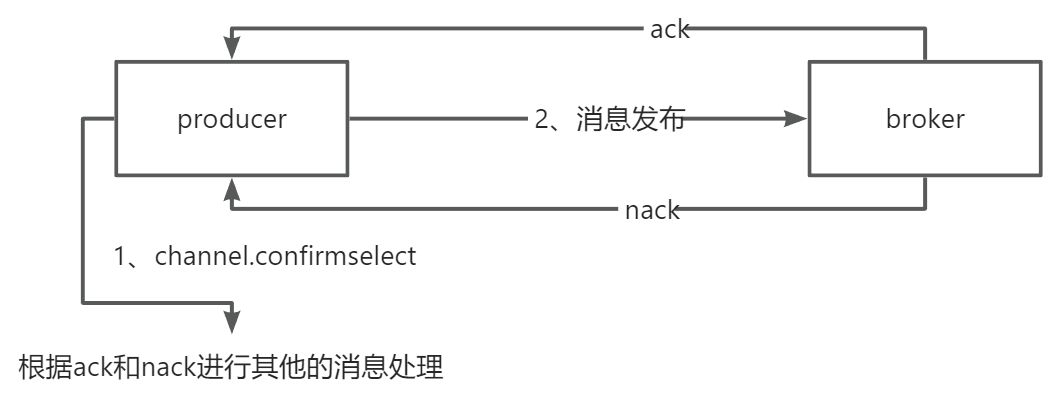 ack
producer
2、消息发布
broker
nack
1、channel.confirmselect
根据ack和nack进行其他的消息处理